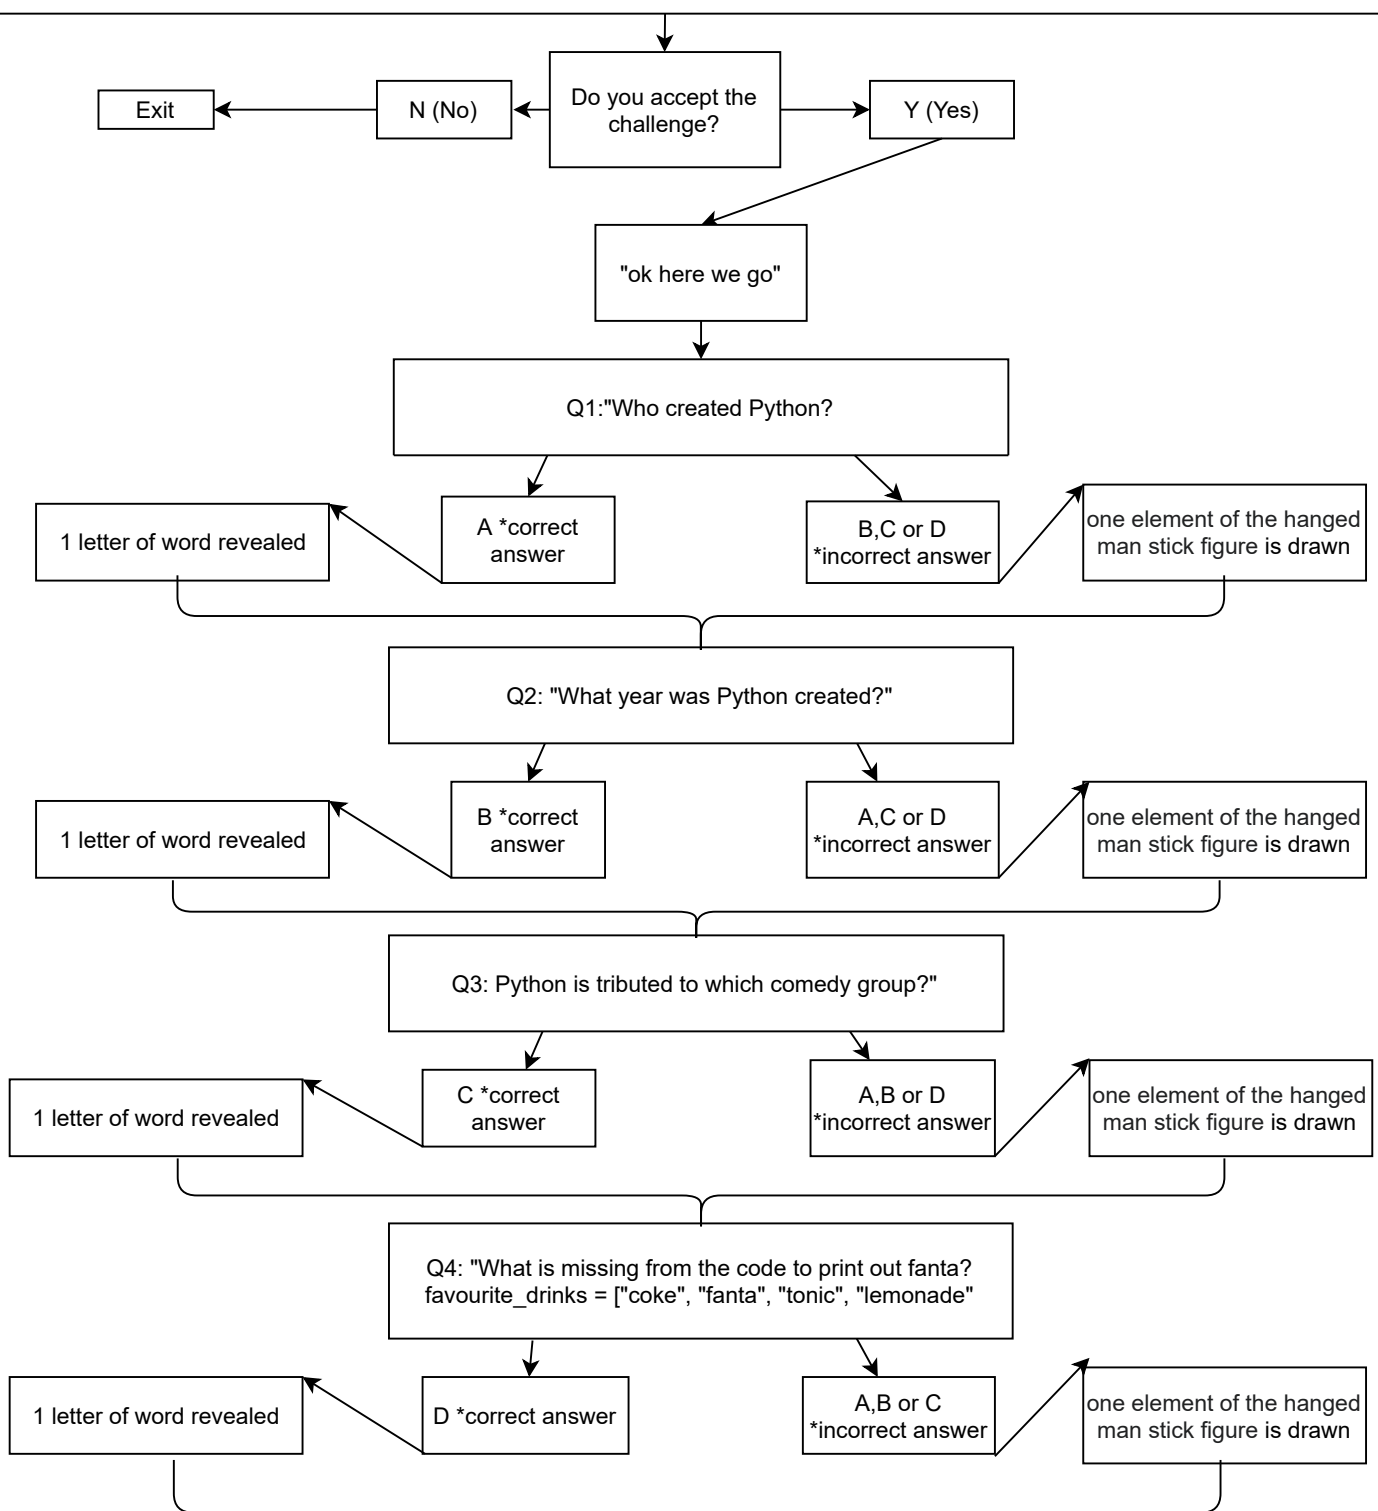 Do you accept the
challenge?
Exit
N (No)
Y (Yes)
"ok here we go"
Q1:"Who created Python?
1 letter of word revealed
A *correct
answer
B,C or D
*incorrect answer
one element of the hanged
man stick figure is drawn
Q2: "What year was Python created?"
1 letter of word revealed
B *correct
answer
A,C or D
*incorrect answer
one element of the hanged
man stick figure is drawn
Q3: Python is tributed to which comedy group?"
1 letter of word revealed
C *correct
answer
A,B or D
*incorrect answer
one element of the hanged
man stick figure is drawn
Q4: "What is missing from the code to print out fanta?
favourite_drinks = ["coke", "fanta", "tonic", "lemonade"
1 letter of word revealed
D *correct answer
A,B or C
*incorrect answer
one element of the hanged
man stick figure is drawn